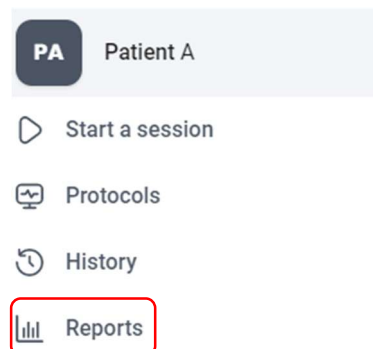 PA Patient A
Start a session
Protocols
History
Reports